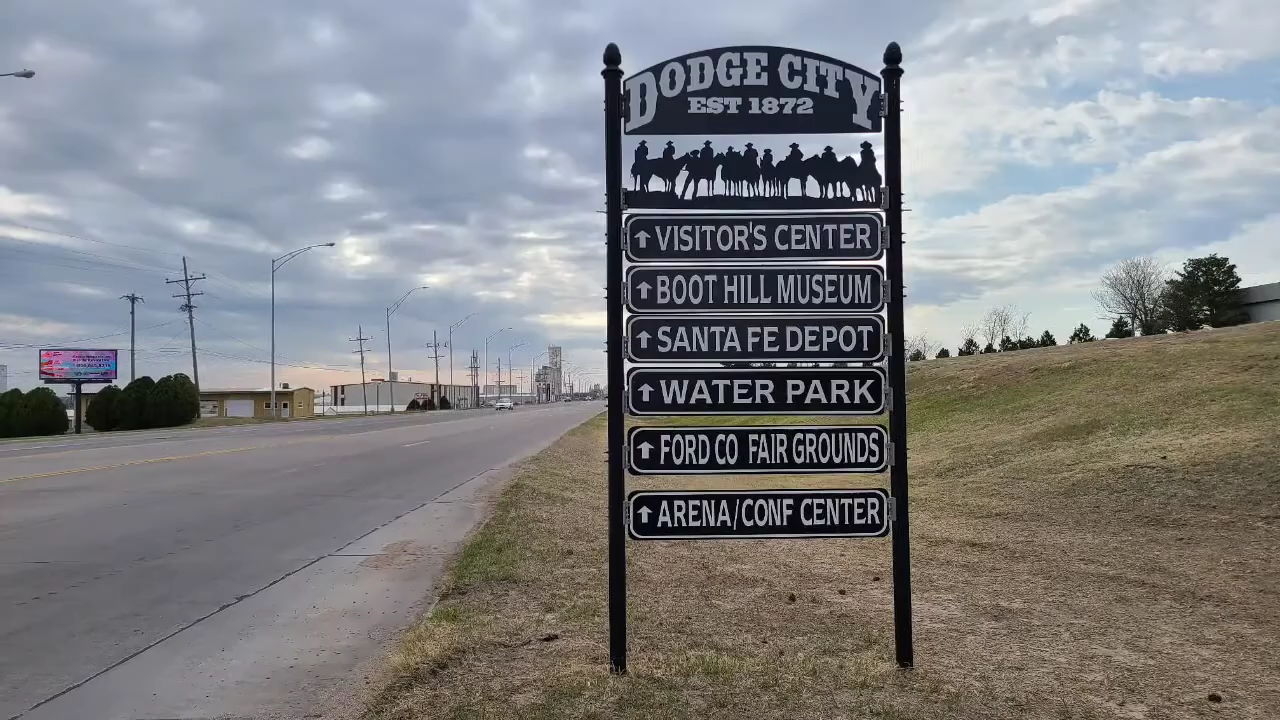 DODGE CITY
EST 1872
VISITOR'S CENTER
BOOT HILL MUSEUM
SANTA FE DEPOT
WATER PARK
FORD CO FAIR GROUNDS
ARENA/CONF CENTER